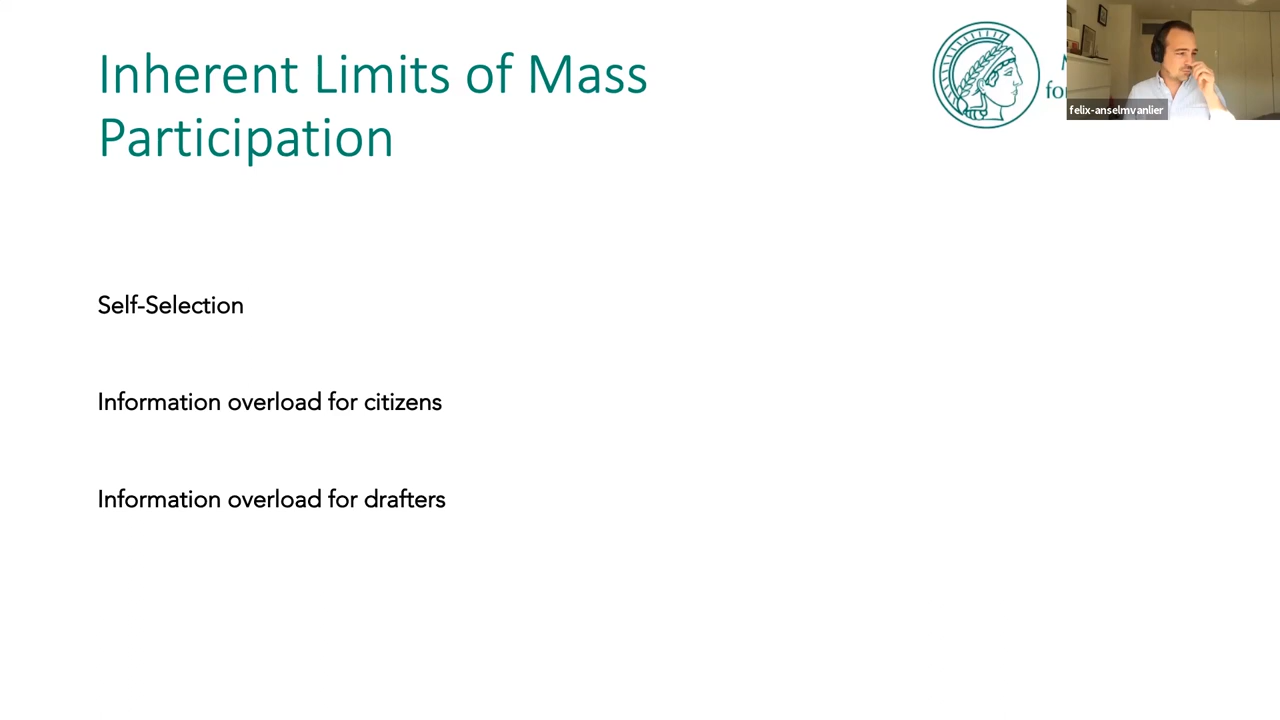 Inherent Limits of Mass
Participation
felix-anselmvanlier
Self-Selection
Information overload for citizens
Information overload for drafters